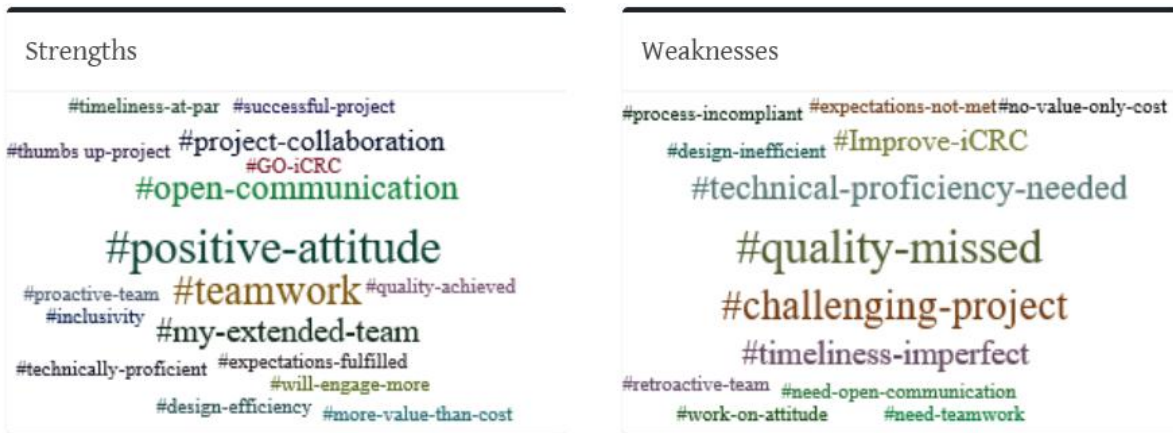 Strengths
#timeliness-at-par #successful-project
#thumbs up-project #project-collaboration
#GO-iCRC
#open-communication
#positive-attitude
#proactive-team #teamwork #quality-achieved
#inclusivity #my-extended-team
#technically-proficient #expectations-fulfilled
#will-engage-more
#design-efficiency #more-value-than-cost
Weaknesses
#process-incompliant #expectations-not-met #no-value-only-cost
#design-inefficient #Improve-iCRC
#technical-proficiency-needed
#quality-missed
#challenging-project
#timeliness-imperfect
#retroactive-team #need-open-communication
#work-on-attitude #need-teamwork